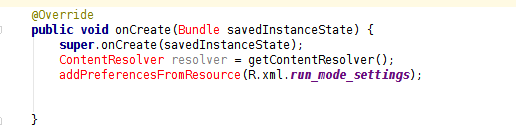 @Override
public void onCreate(Bundle savedInstanceState) {
super.onCreate(savedInstanceState);
ContentResolver resolver = getContentResolver();
addPreferencesFromResource(R.xml.run_mode_settings);
}